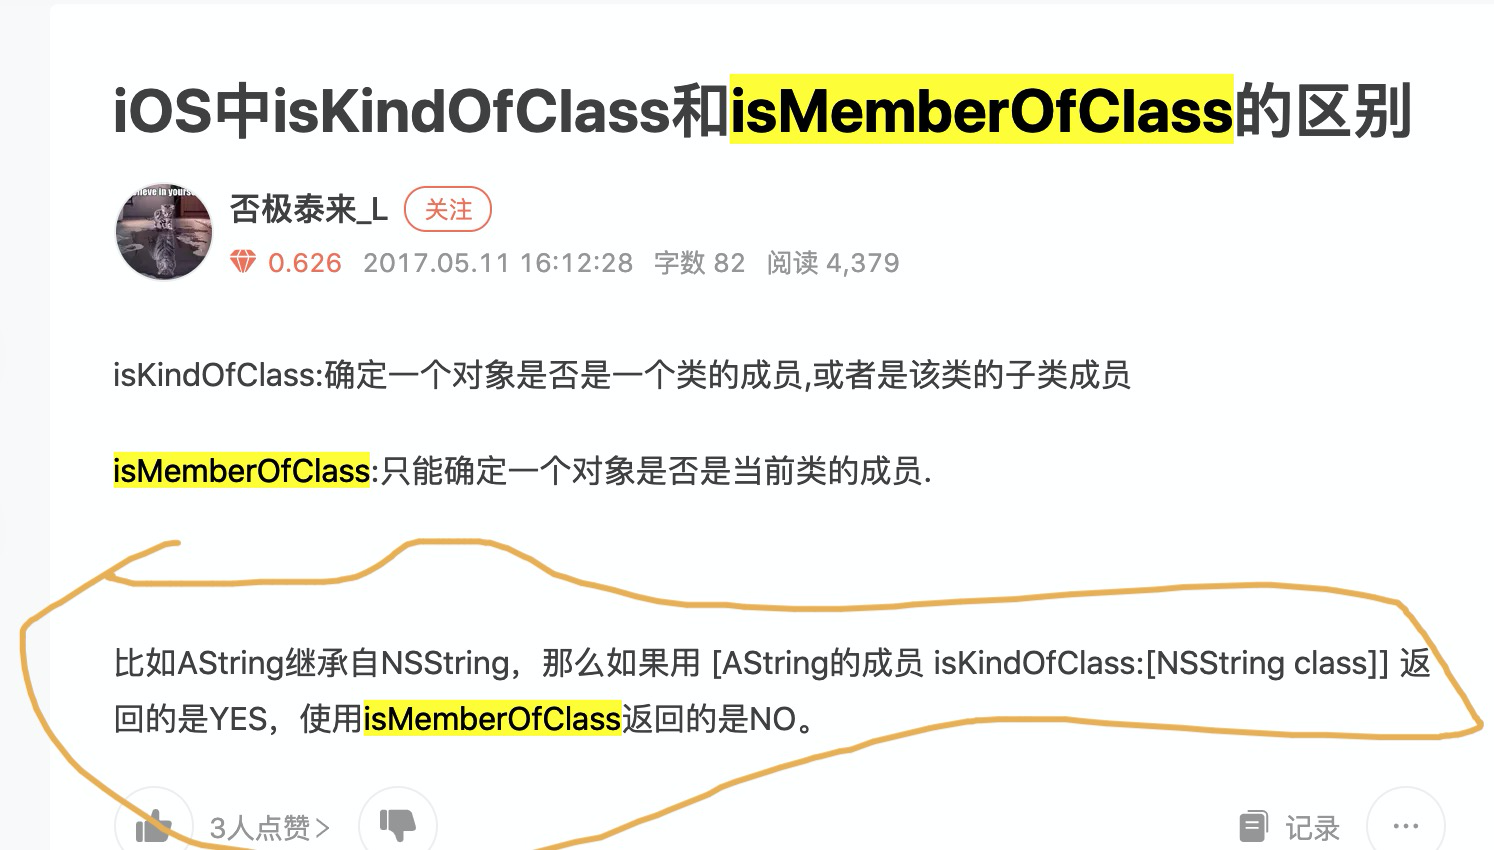 iOS中isKindOfClass和isMemberOfClass的区别
否极泰来_L 关注
0.626 2017.05.11 16:12:28 字数 82 阅读 4,379
isKindOfClass:确定一个对象是否是一个类的成员,或者是该类的子类成员
isMemberOfClass:只能确定一个对象是否是当前类的成员.
比如AString继承自NSString，那么如果用 [AString的成员 isKindOfClass:[NSString class]] 返
回的是YES，使用isMemberOfClass返回的是NO。
3人点赞> 记录 ...